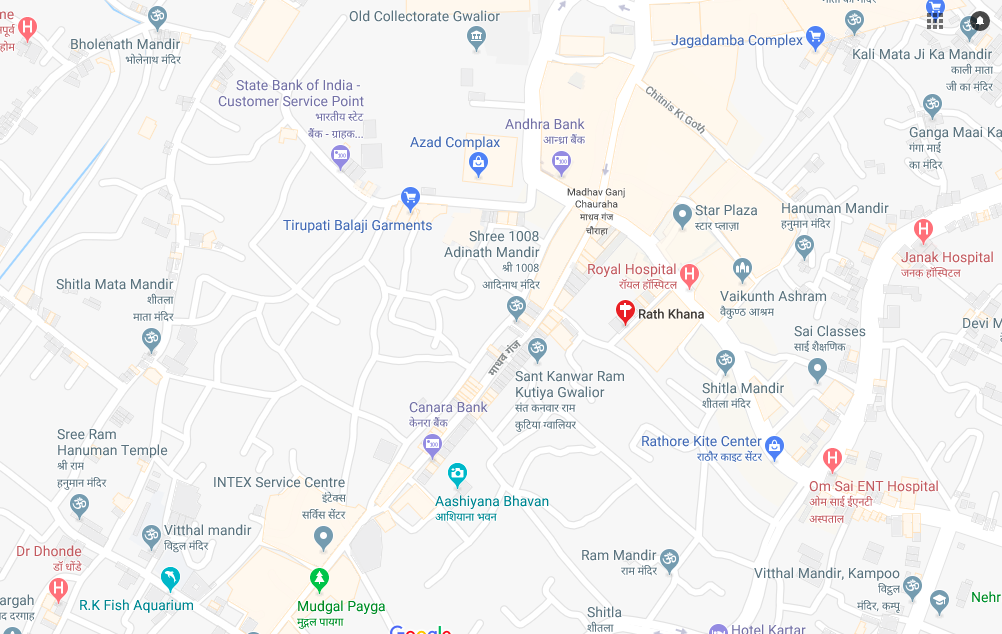 me
पूर्व
होम
Bholenath Mandir
भोलेनाथ मंदिर
Old Collectorate Gwalior
माता का मंदिर
Jagadamba Complex
Kali Mata Ji Ka Mandir
काली माता
जी का मंदिर
State Bank of India -
Customer Service Point
भारतीय स्टेट
बैंक - ग्राहक...
Chitnis Ki Goth
Andhra Bank
आन्ध्रा बैंक
Azad Complax
Ganga Maai Ka
गंगा माई
का मंदिर
Madhav Ganj
Chauraha
माधव गंज
चौराहा
Tirupati Balaji Garments
Star Plaza
स्टार प्लाज़ा
Hanuman Mandir
हनुमान मंदिर
Shree 1008
Adinath Mandir
श्री 1008
आदिनाथ मंदिर
Janak Hospital
जनक हॉस्पिटल
Royal Hospital
रॉयल हॉस्पिटल
Shitla Mata Mandir
शीतला
माता मंदिर
Vaikunth Ashram
वैकुण्ठ आश्रम
Rath Khana
Devi M
Sai Classes
साई शैक्षणिक
माधव गंज
Sant Kanwar Ram
Kutiya Gwalior
संत कनवार राम
कुटिया ग्वालियर
Shitla Mandir
शीतला मंदिर
Canara Bank
केनरा बैंक
Sree Ram
Hanuman Temple
श्री राम
हनुमान मंदिर
Rathore Kite Center
राठौर काइट सेंटर
INTEX Service Centre
इंटेक्स
सर्विस सेंटर
Om Sai ENT Hospital
ओम साई ईएनटी
अस्पताल
Aashiyana Bhavan
आशियाना भवन
Vitthal mandir
विट्ठल मंदिर
Dr Dhonde
डॉ धोंडे
Ram Mandir
राम मंदिर
Vitthal Mandir, Kampoo
विट्ठल
मंदिर, कम्पू
R.K Fish Aquarium
Mudgal Payga
मुद्गल पायगा
argah
द दरगाह
Nehr
Shitla
शीतला
Hotel Kartar
Google